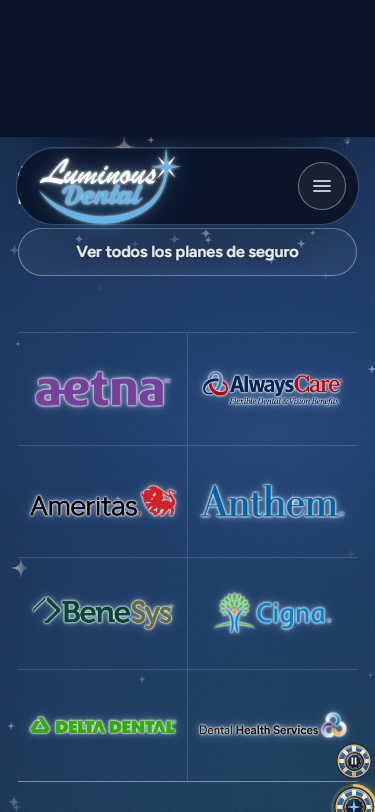 Luminous
Dental
Ver todos los planes de seguro
aetna™
AlwaysCare
Flexible Dental & Vision Benefits
Ameritas
Anthem
BeneSys
Cigna
DELTA DENTAL
Dental Health Services